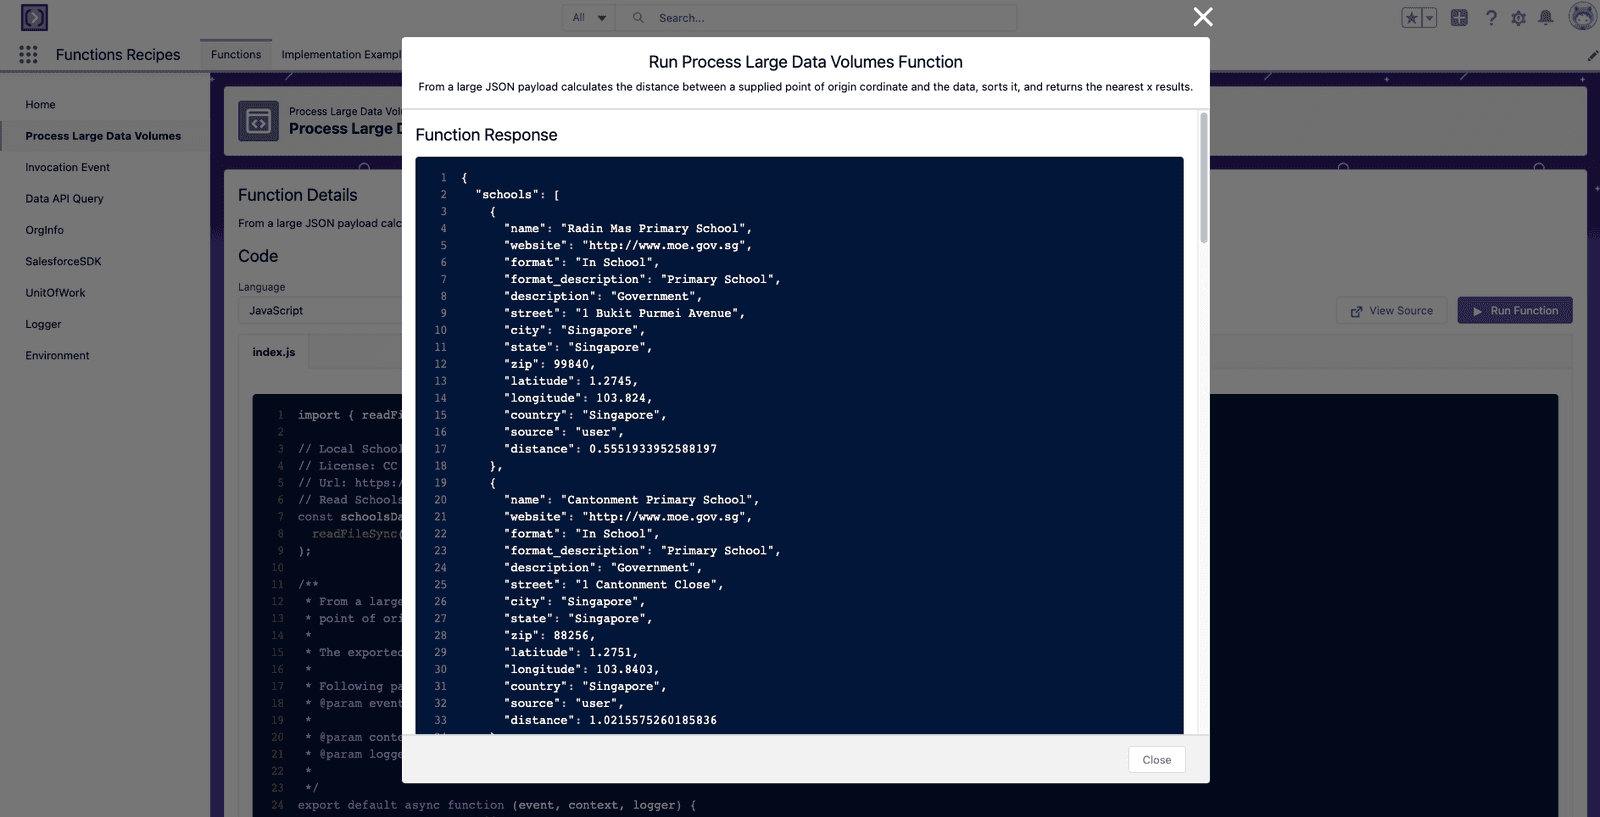 All
Search...
Functions Recipes
Functions
Implementation Exampl
Home
Process Large Data Volumes
Invocation Event
Data API Query
OrgInfo
SalesforceSDK
UnitOfWork
Logger
Environment
Process Large Data Vol
Process Large D
Function Details
From a large JSON payload calc
Code
Language
JavaScript
View Source
Run Function
index.js
1 import { readFi
2
3 // Local School
4 // License: CC
5 // Url: https:/
6 // Read Schools
7 const schoolsDa
8 readFileSync(
9 );
10
11 /**
12 * From a large
13 * point of ori
14 *
15 * The exported
16 *
17 * Following pa
18 * @param event
19 *
20 * @param conte
21 * @param logge
22 *
23 */
24 export default async function (event, context, logger) {
Run Process Large Data Volumes Function
From a large JSON payload calculates the distance between a supplied point of origin cordinate and the data, sorts it, and returns the nearest x results.
Function Response
1 {
2 "schools": [
3 {
4 "name": "Radin Mas Primary School",
5 "website": "http://www.moe.gov.sg",
6 "format": "In School",
7 "format_description": "Primary School",
8 "description": "Government",
9 "street": "1 Bukit Purmei Avenue",
10 "city": "Singapore",
11 "state": "Singapore",
12 "zip": 99840,
13 "latitude": 1.2745,
14 "longitude": 103.824,
15 "country": "Singapore",
16 "source": "user",
17 "distance": 0.5551933952588197
18 },
19 {
20 "name": "Cantonment Primary School",
21 "website": "http://www.moe.gov.sg",
22 "format": "In School",
23 "format_description": "Primary School",
24 "description": "Government",
25 "street": "1 Cantonment Close",
26 "city": "Singapore",
27 "state": "Singapore",
28 "zip": 88256,
29 "latitude": 1.2751,
30 "longitude": 103.8403,
31 "country": "Singapore",
32 "source": "user",
33 "distance": 1.0215575260185836
Close